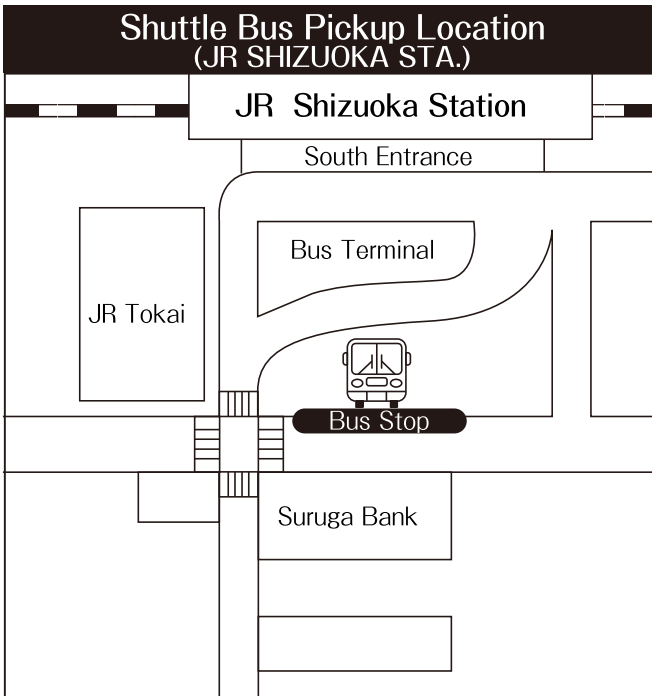 Shuttle Bus Pickup Location
(JR SHIZUOKA STA.)
JR Shizuoka Station
South Entrance
Bus Terminal
JR Tokai
Bus Stop
Suruga Bank